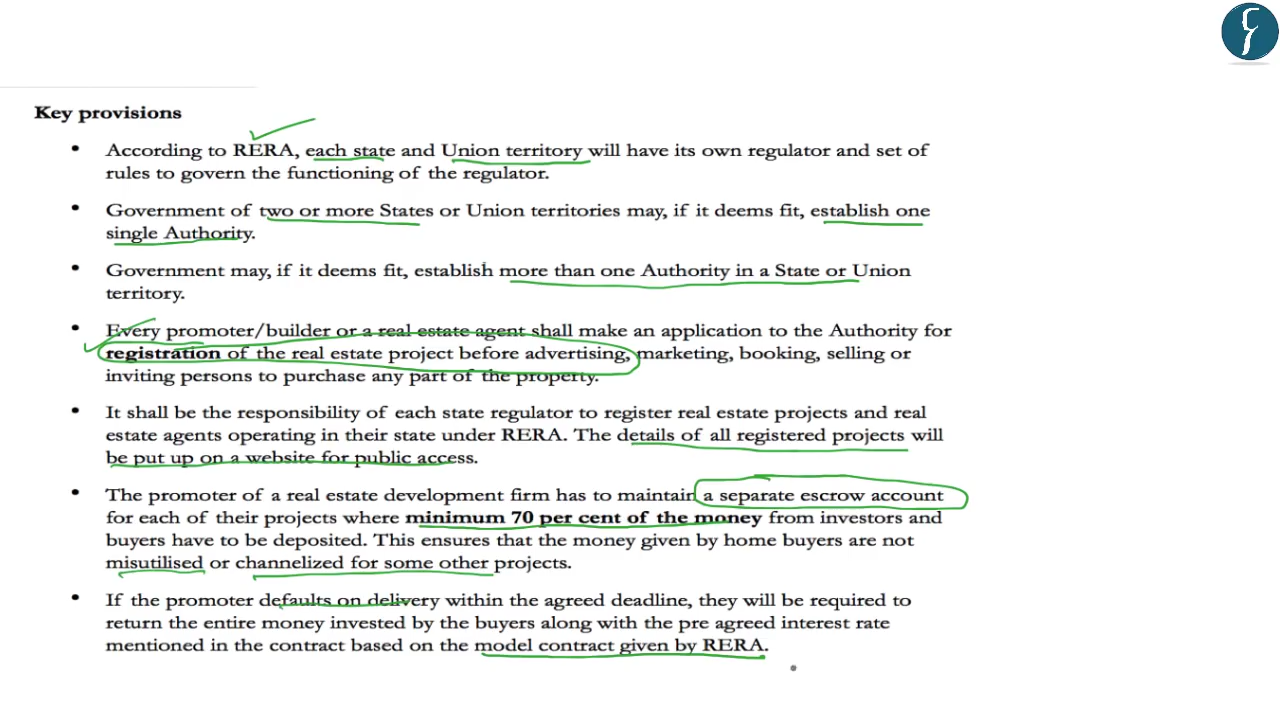 Key provisions
• According to RERA, each state and Union territory will have its own regulator and set of
rules to govern the functioning of the regulator.
• Government of two or more States or Union territories may, if it deems fit, establish one
single Authority.
• Government may, if it deems fit, establish more than one Authority in a State or Union
territory.
• Every promoter/builder or a real estate agent shall make an application to the Authority for
registration of the real estate project before advertising, marketing, booking, selling or
inviting persons to purchase any part of the property.
• It shall be the responsibility of each state regulator to register real estate projects and real
estate agents operating in their state under RERA. The details of all registered projects will
be put up on a website for public access.
• The promoter of a real estate development firm has to maintain a separate escrow account
for each of their projects where minimum 70 per cent of the money from investors and
buyers have to be deposited. This ensures that the money given by home buyers are not
misutilised or channelized for some other projects.
• If the promoter defaults on delivery within the agreed deadline, they will be required to
return the entire money invested by the buyers along with the pre agreed interest rate
mentioned in the contract based on the model contract given by RERA.